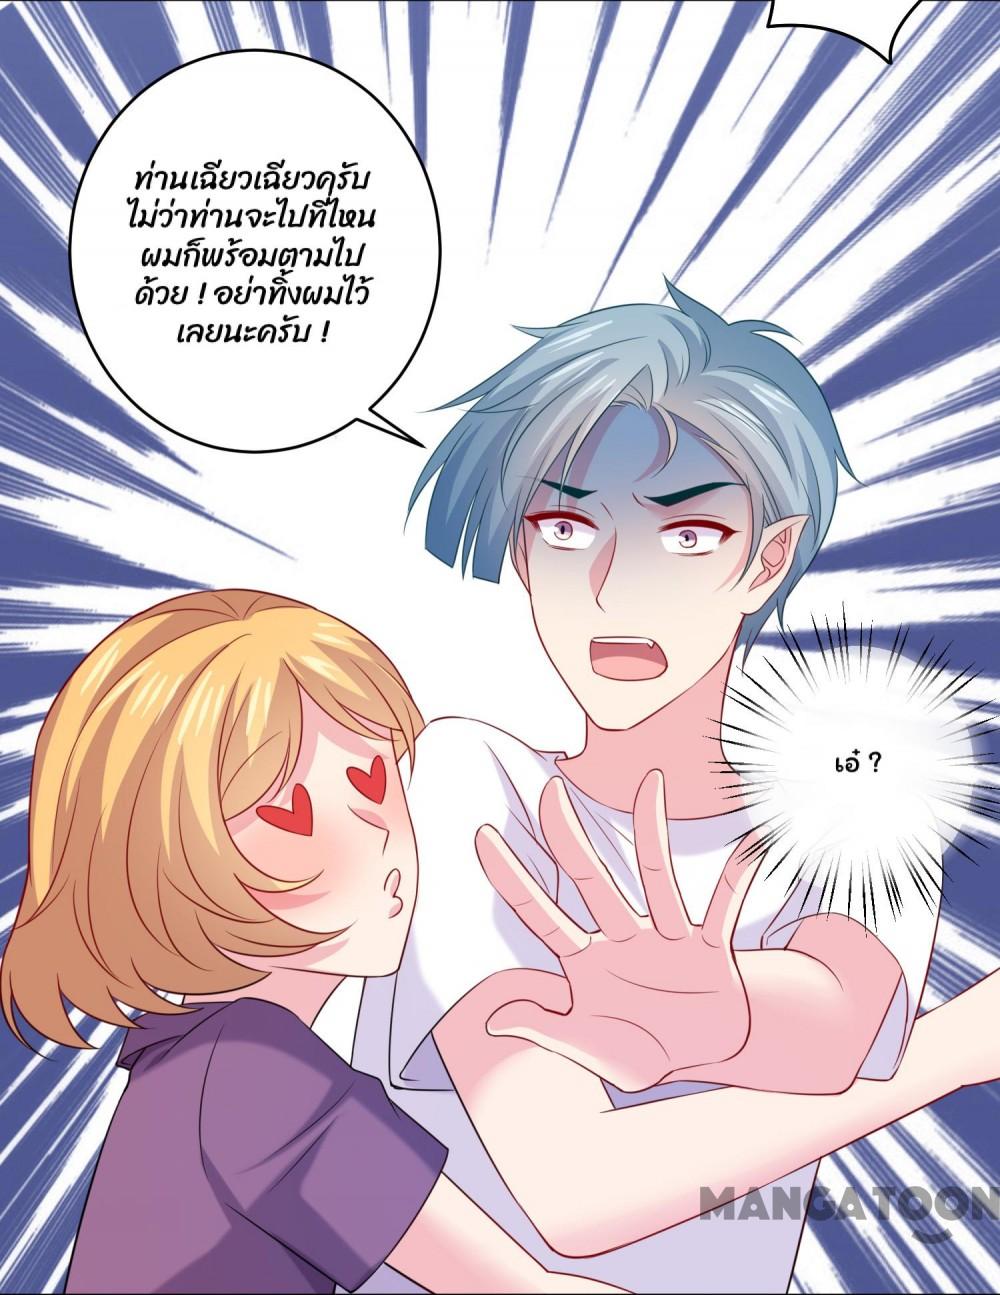 ท่านเฉียวเฉียวครับ
ไม่ว่าท่านจะไปที่ไหน
ผมก็พร้อมตามไป
ด้วย ! อย่าทิ้งผมไว้
เลยนะครับ !
เอ๋ ?
MANGATOON